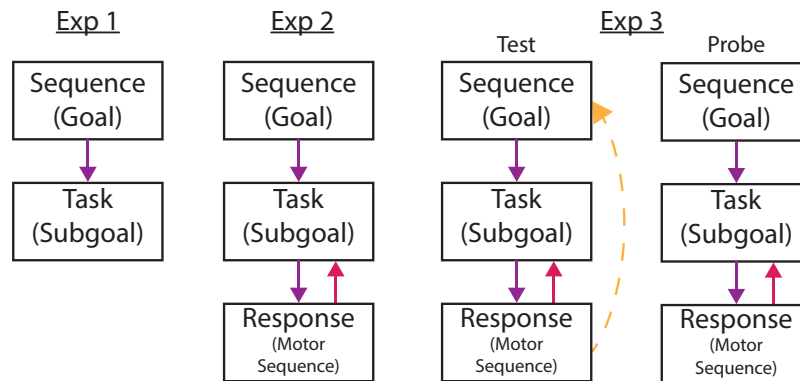 Exp 1
Sequence
(Goal)
Task
(Subgoal)
Exp 2
Sequence
(Goal)
Task
(Subgoal)
Response
(Motor
Sequence)
Exp 3
Test
Sequence
(Goal)
Task
(Subgoal)
Response
(Motor
Sequence)
Probe
Sequence
(Goal)
Task
(Subgoal)
Response
(Motor
Sequence)